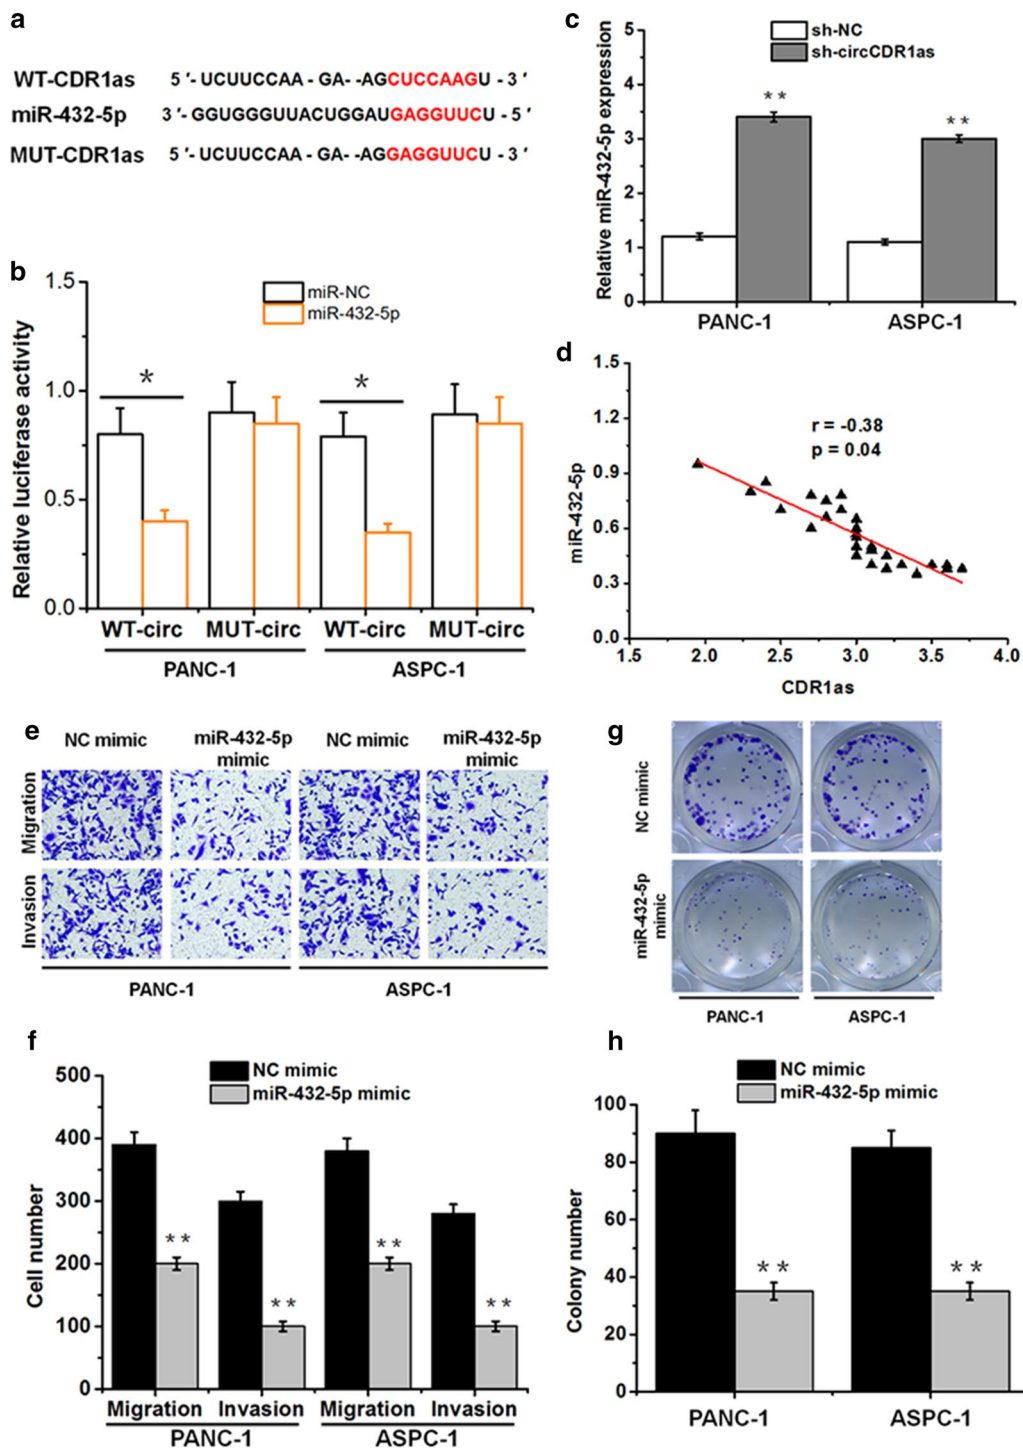 a
WT-CDR1as 5 ′- UCUUCCAA - GA- -AGCUCCAAGU - 3 ′
miR-432-5p 3 ′- GGUGGGUUACUGGAUGAGGUUCU - 5 ′
MUT-CDR1as 5 ′- UCUUCCAA - GA- -AGGAGGUUCU - 3 ′
b
1.5
1.0
0.5
0.0
Relative luciferase activity
miR-NC
miR-432-5p
*
*
WT-circ MUT-circ WT-circ MUT-circ
PANC-1 ASPC-1
c
sh-NC
sh-circCDR1as
Relative miR-432-5p expression
5
4
3
2
1
0
**
**
PANC-1 ASPC-1
d
1.5
1.2
0.9
0.6
0.3
0.0
miR-432-5p
r = -0.38
p = 0.04
1.5 2.0 2.5 3.0 3.5 4.0
CDR1as
e
NC mimic miR-432-5p mimic NC mimic miR-432-5p mimic
Migration
Invasion
PANC-1 ASPC-1
g
NC mimic
miR-432-5p mimic
PANC-1 ASPC-1
f
NC mimic
miR-432-5p mimic
500
400
300
200
100
0
Cell number
**
**
**
**
Migration Invasion Migration Invasion
PANC-1 ASPC-1
h
NC mimic
miR-432-5p mimic
100
80
60
40
20
0
Colony number
**
**
PANC-1 ASPC-1